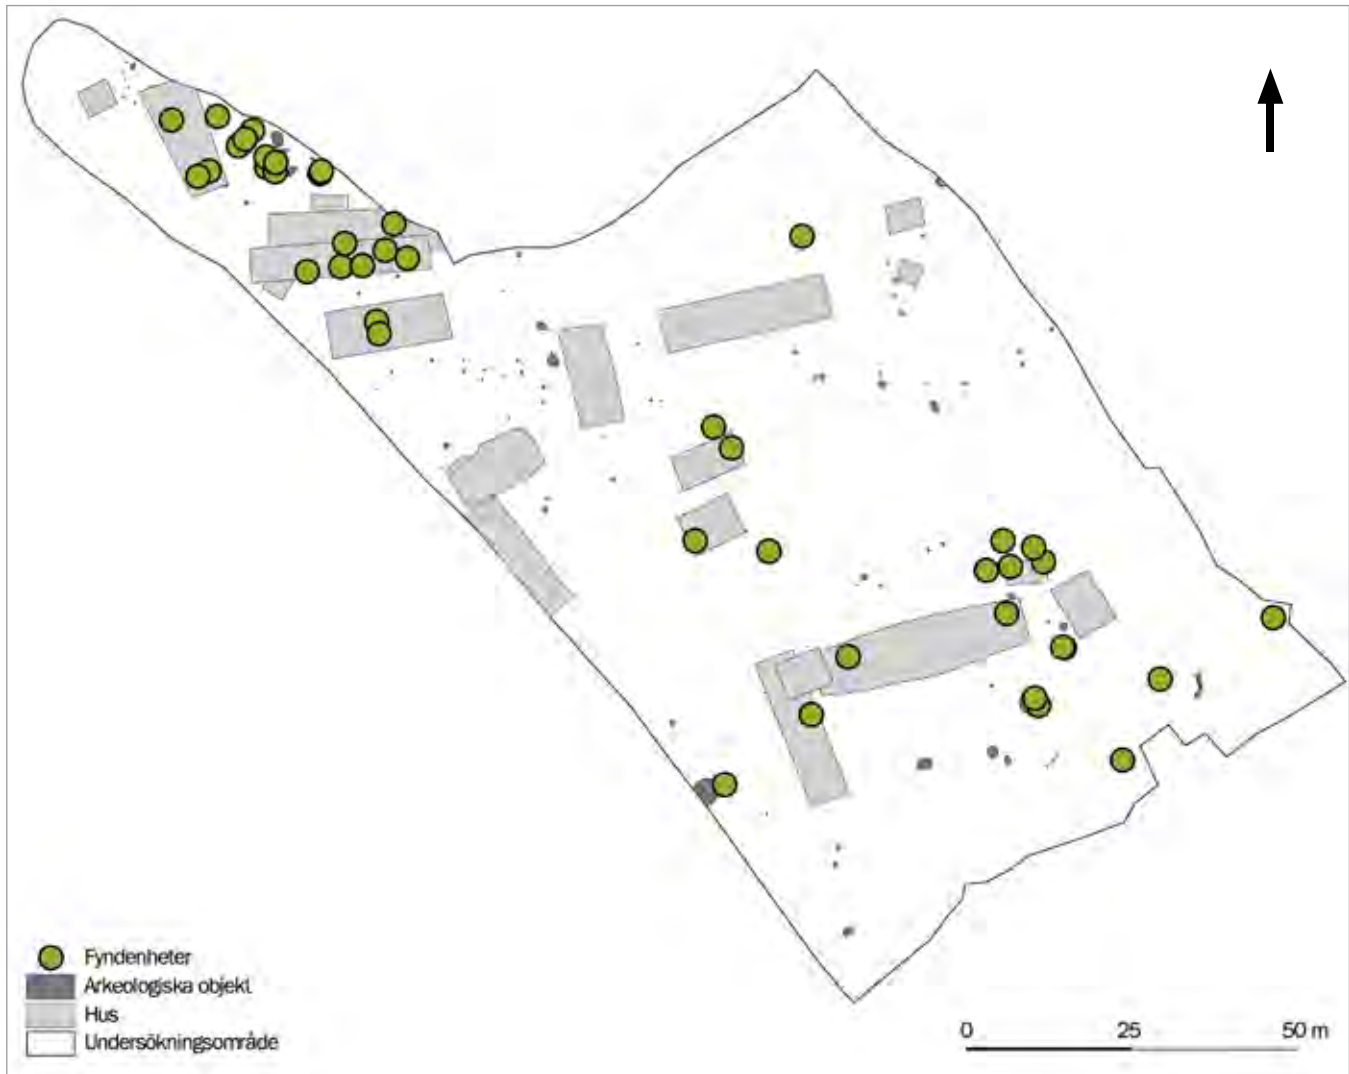 Fyndenheter
Arkeologiska objekt
Hus
Undersökningsområde
0 25 50 m